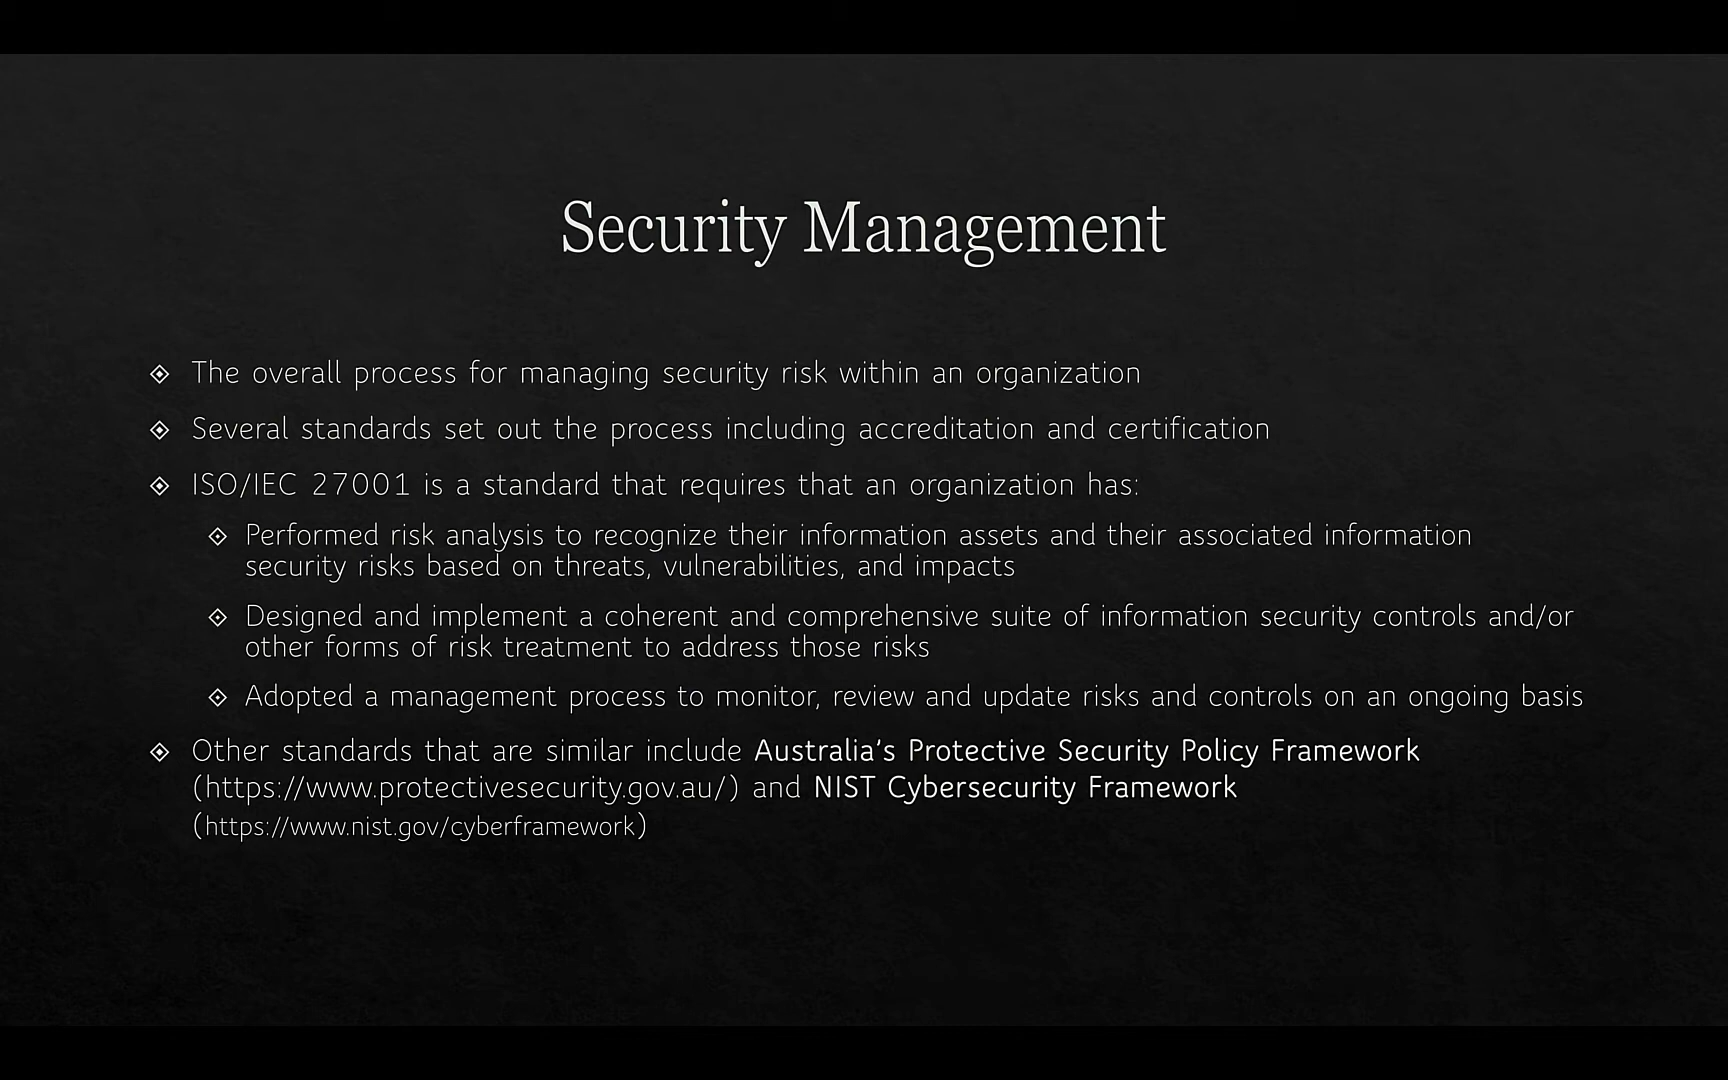 Security Management
The overall process for managing security risk within an organization
Several standards set out the process including accreditation and certification
ISO/IEC 27001 is a standard that requires that an organization has:
Performed risk analysis to recognize their information assets and their associated information
security risks based on threats, vulnerabilities, and impacts
Designed and implement a coherent and comprehensive suite of information security controls and/or
other forms of risk treatment to address those risks
Adopted a management process to monitor, review and update risks and controls on an ongoing basis
Other standards that are similar include Australia's Protective Security Policy Framework
(https://www.protectivesecurity.gov.au/) and NIST Cybersecurity Framework
(https://www.nist.gov/cyberframework)